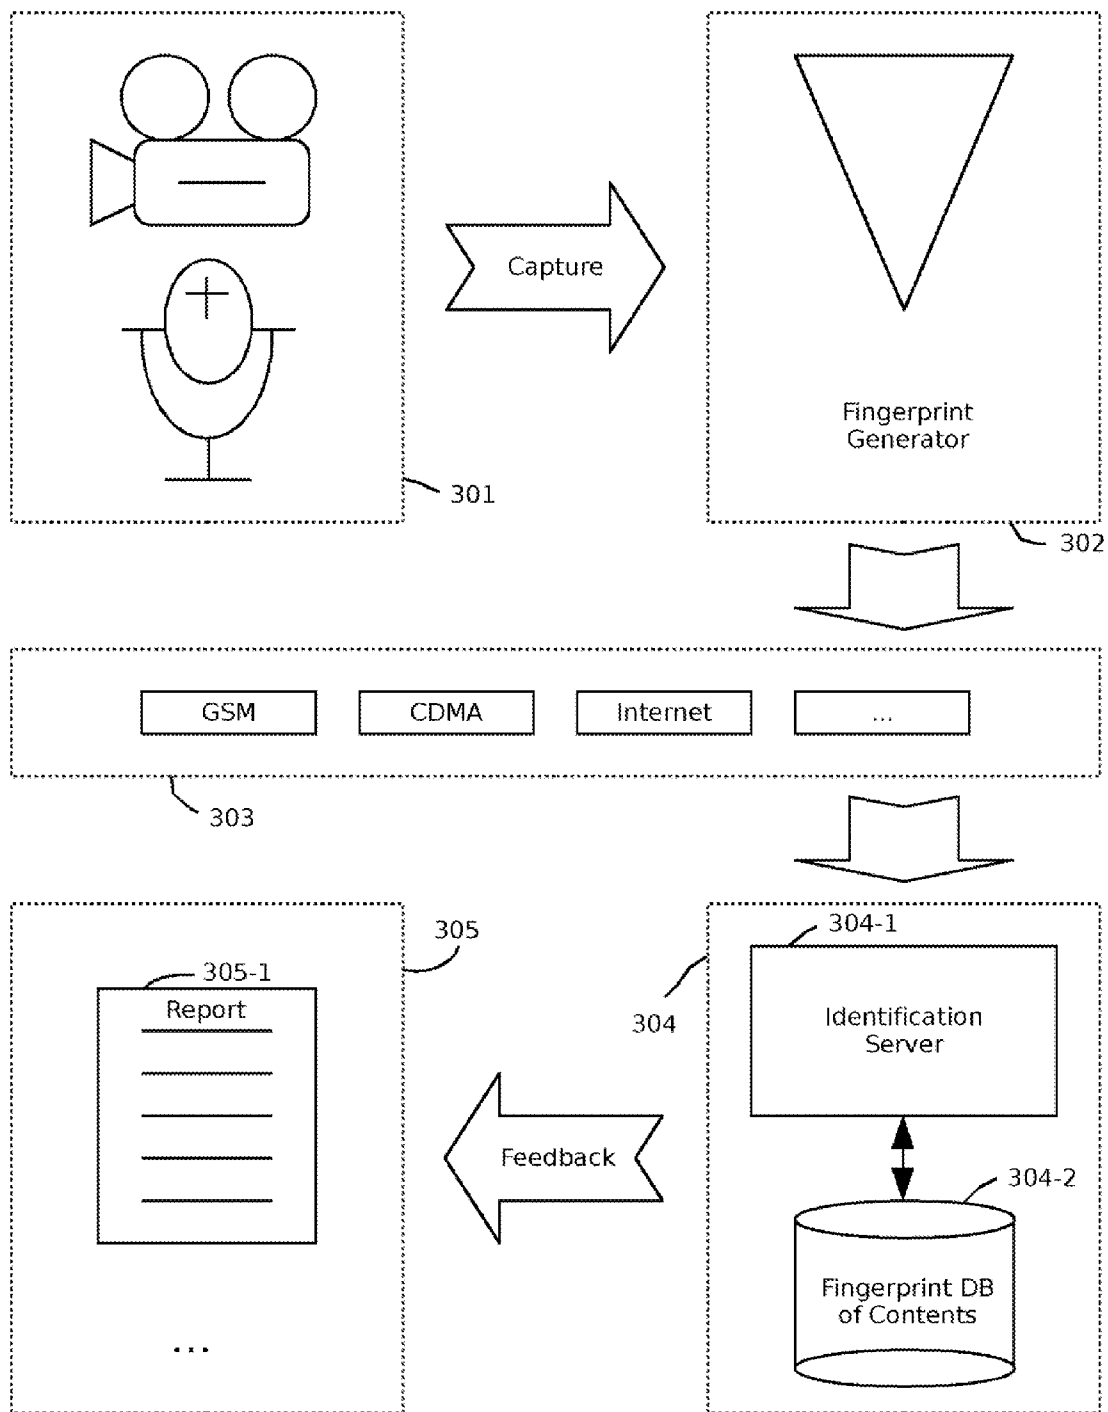 Capture
Fingerprint
Generator
301
302
GSM
CDMA
Internet
...
303
305
305-1
Report
...
Feedback
304
304-1
Identification
Server
304-2
Fingerprint DB
of Contents